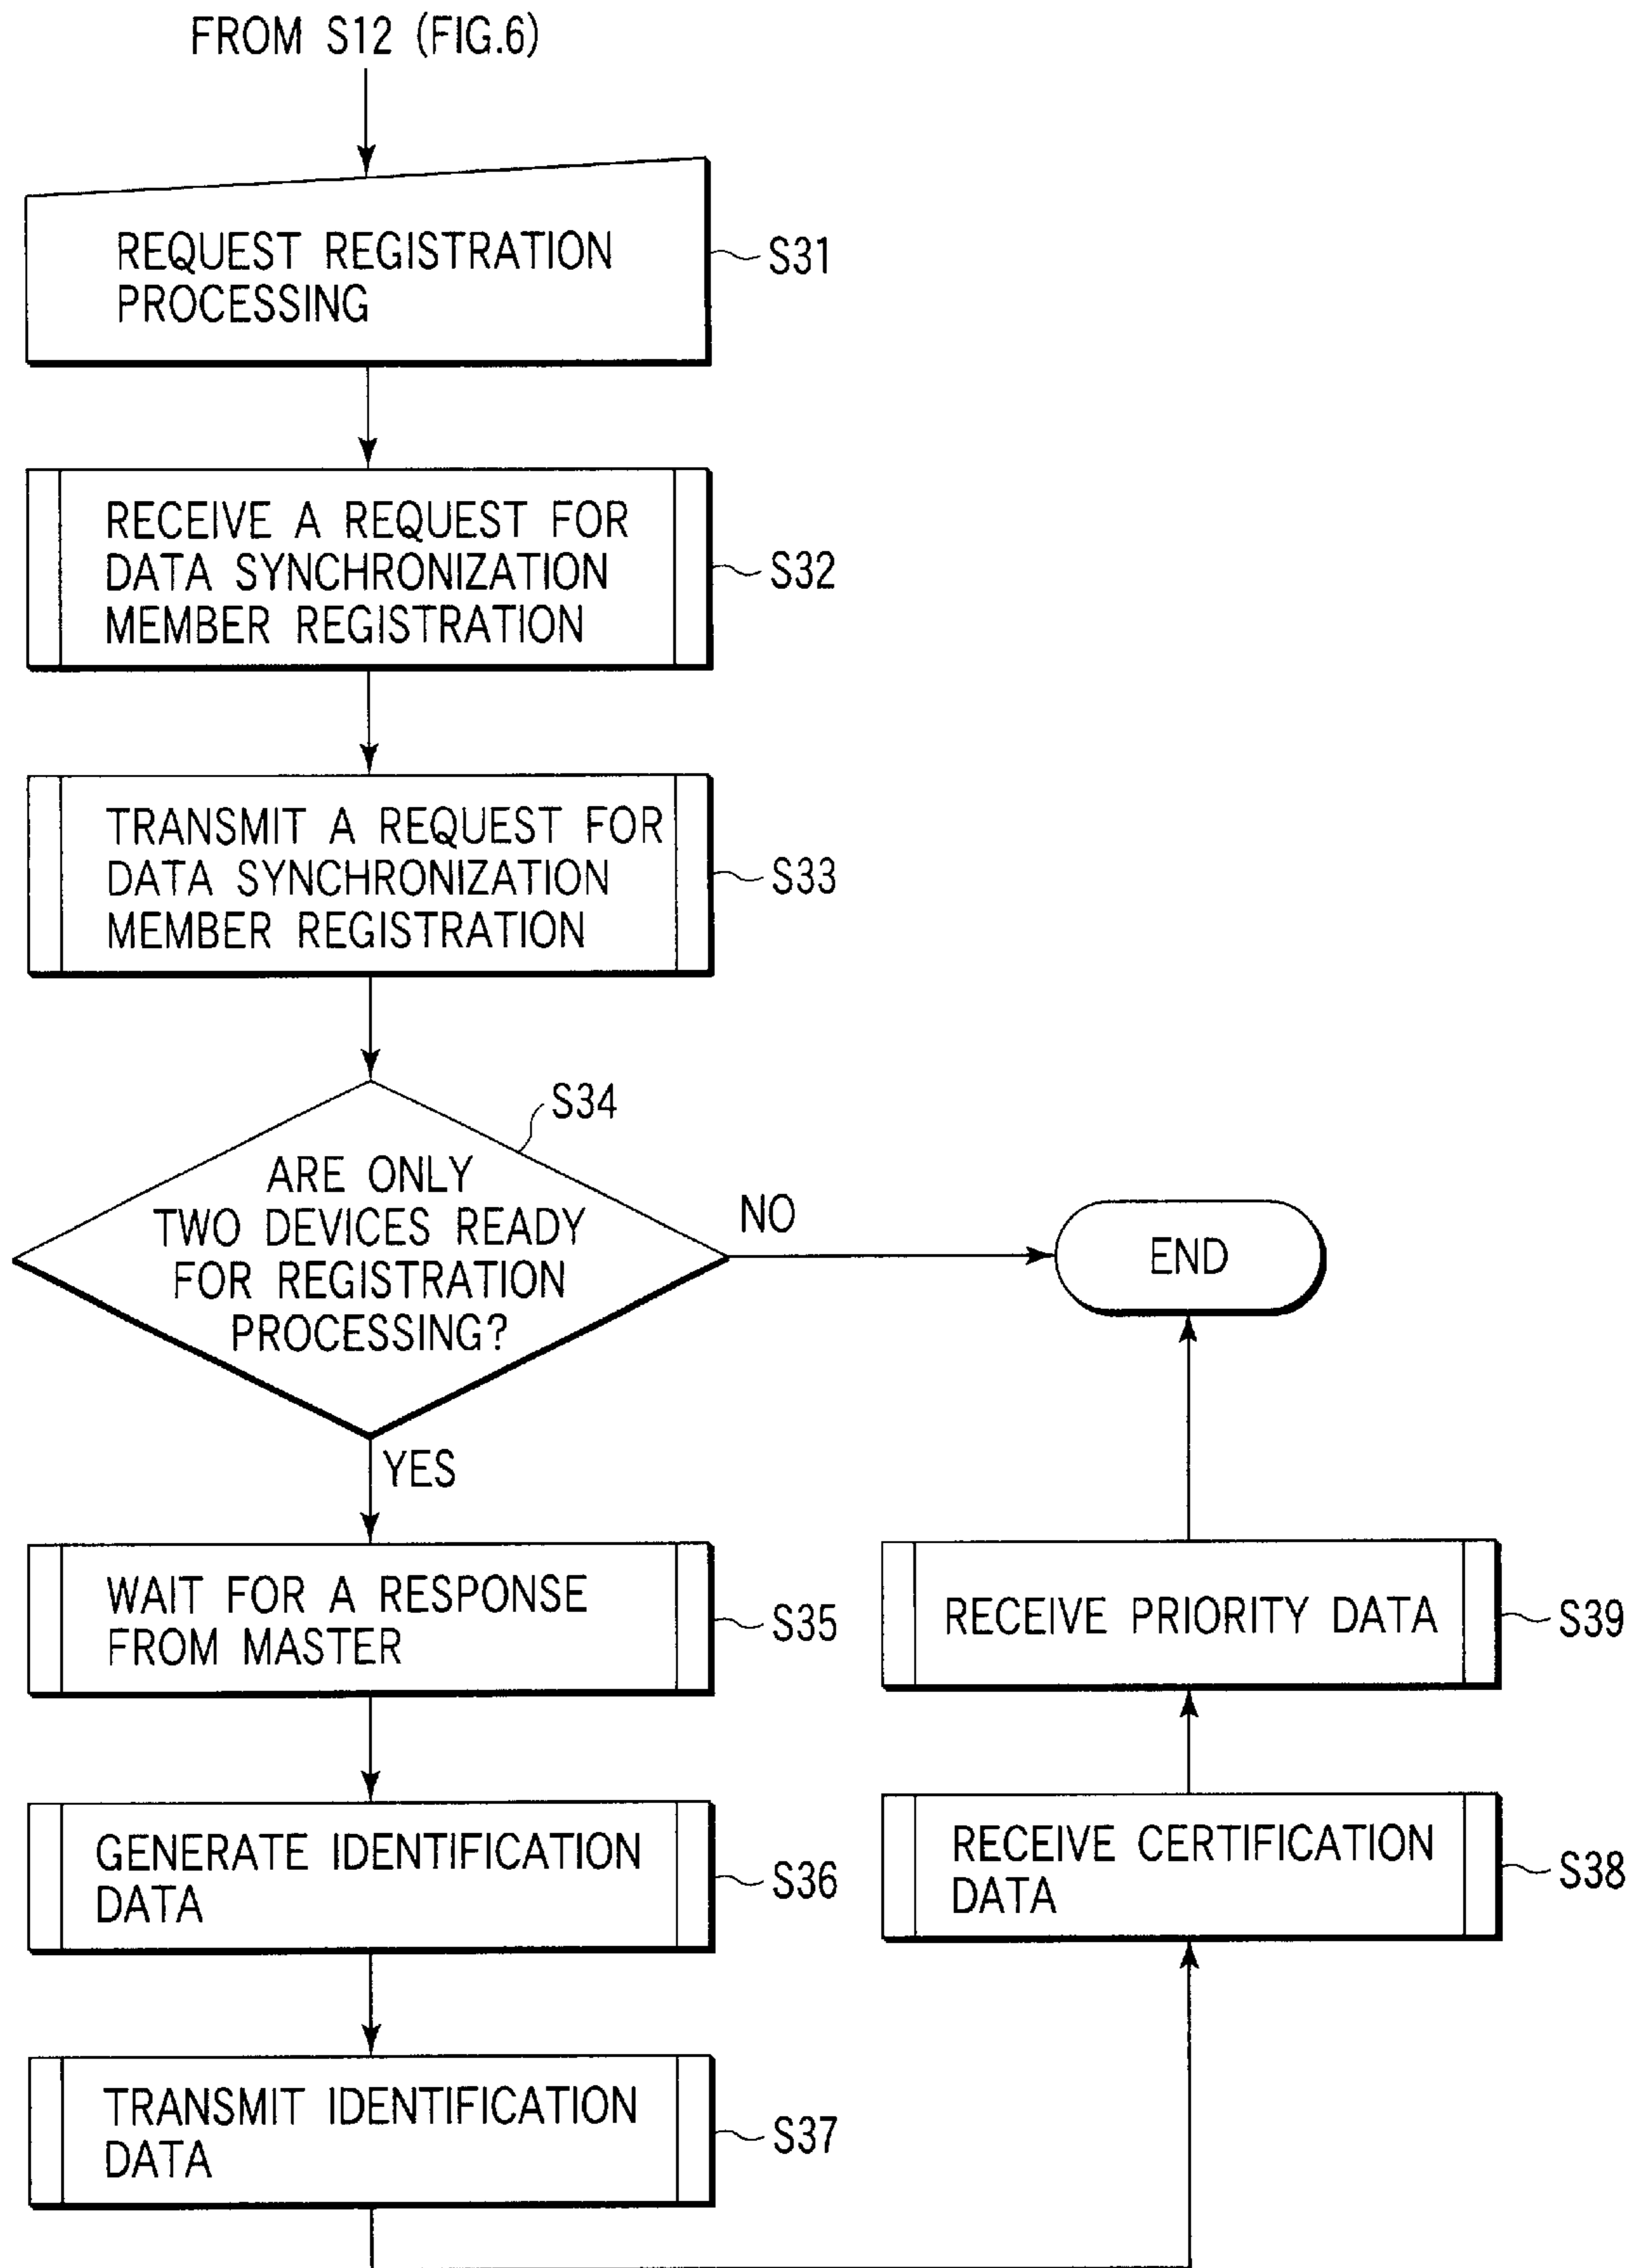 FROM S12 (FIG.6)
REQUEST REGISTRATION
PROCESSING
S31
RECEIVE A REQUEST FOR
DATA SYNCHRONIZATION
MEMBER REGISTRATION
S32
TRANSMIT A REQUEST FOR
DATA SYNCHRONIZATION
MEMBER REGISTRATION
S33
S34
ARE ONLY
TWO DEVICES READY
FOR REGISTRATION
PROCESSING?
NO
END
YES
WAIT FOR A RESPONSE
FROM MASTER
S35
GENERATE IDENTIFICATION
DATA
S36
TRANSMIT IDENTIFICATION
DATA
S37
RECEIVE CERTIFICATION
DATA
S38
RECEIVE PRIORITY DATA
S39